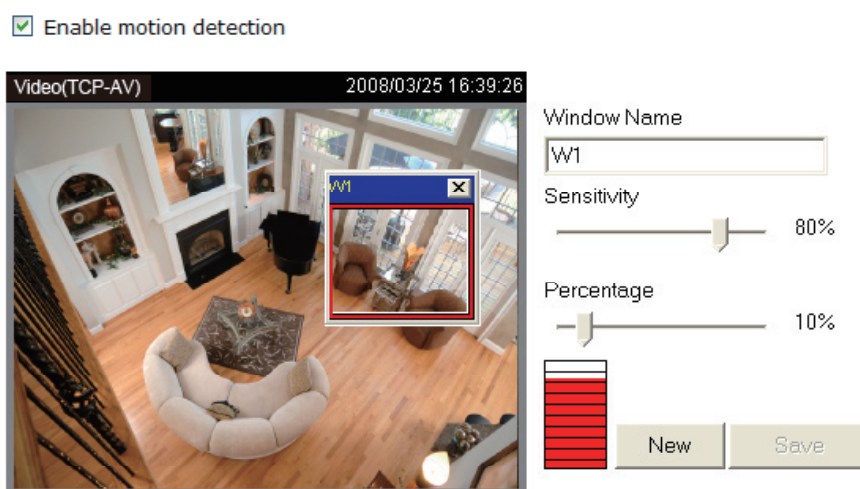 Enable motion detection
Video(TCP-AV) 2008/03/25 16:39:26
Window Name
W1
W1
Sensitivity
80%
Percentage
10%
New Save